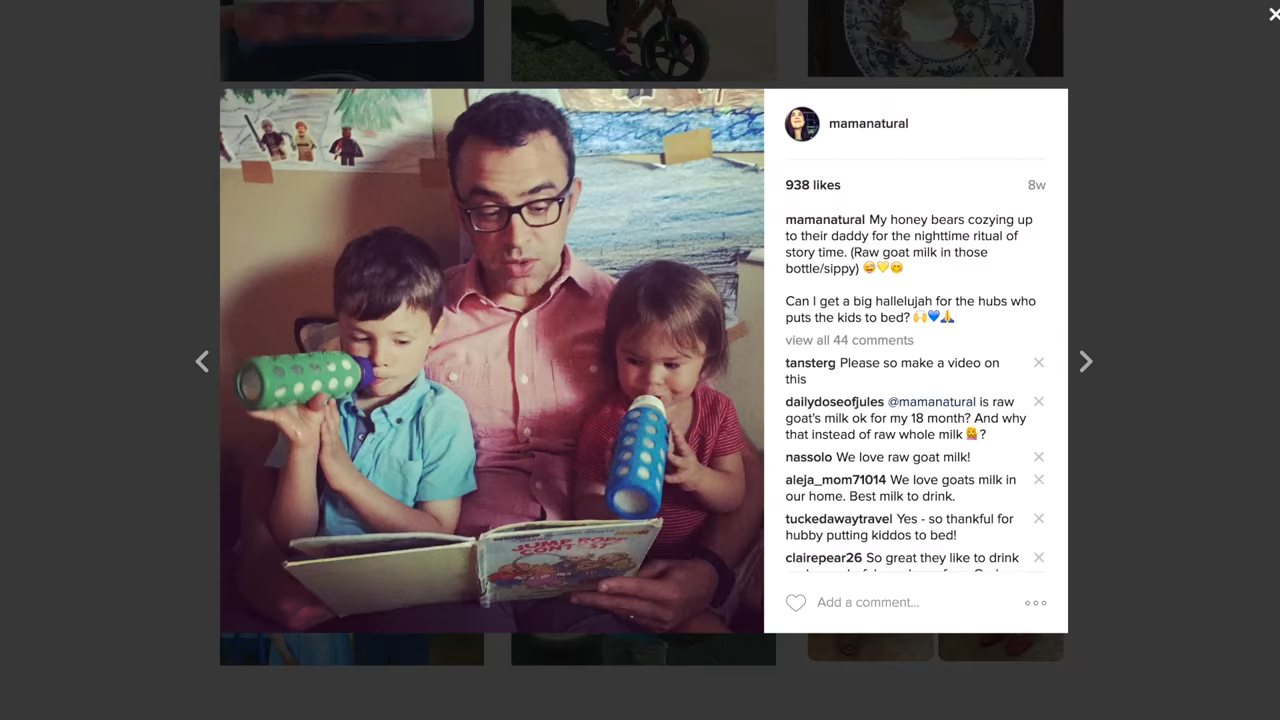 mamanatural
938 likes 8w
mamanatural My honey bears cozying up
to their daddy for the nighttime ritual of
story time. (Raw goat milk in those
bottle/sippy) 😄💛😋
Can I get a big hallelujah for the hubs who
puts the kids to bed? 🙌💙🙏
view all 44 comments
tansterg Please so make a video on
this
dailydoseofjules @mamanatural is raw
goat's milk ok for my 18 month? And why
that instead of raw whole milk 🙍?
nassolo We love raw goat milk!
aleja_mom71014 We love goats milk in
our home. Best milk to drink.
tuckedawaytravel Yes - so thankful for
hubby putting kiddos to bed!
clairepear26 So great they like to drink
Add a comment...
JUMP ROPE
CONTEST